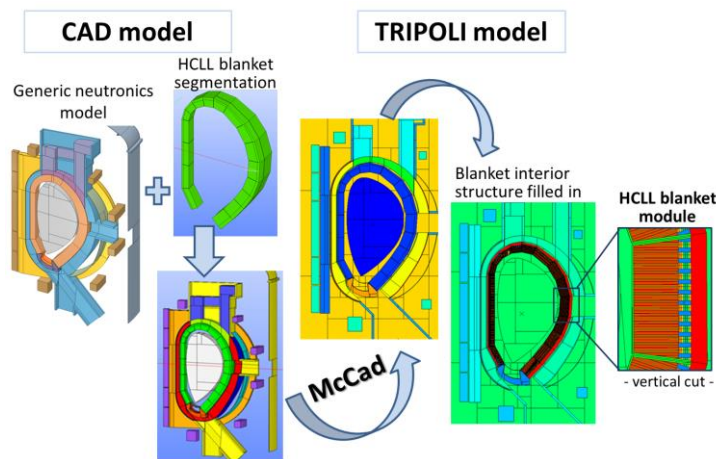 CAD model
TRIPOLI model
HCLL blanket
segmentation
Generic neutronics
model
Blanket interior
structure filled in
HCLL blanket
module
McCad
- vertical cut -